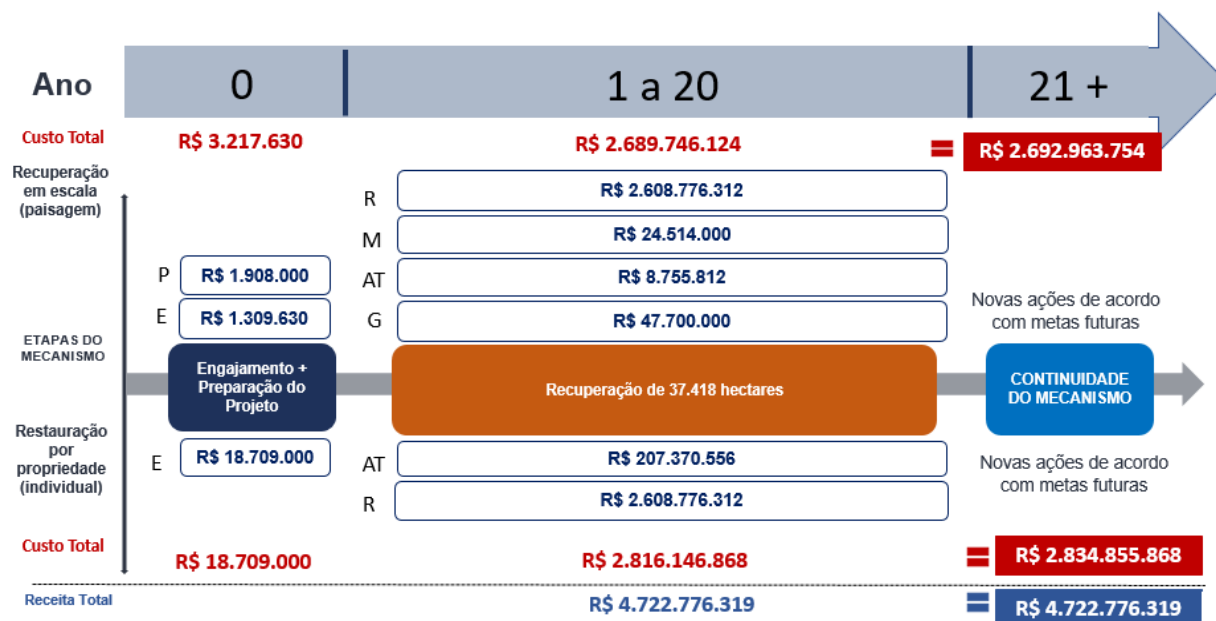 Ano
0
1 a 20
21 +
Custo Total
R$ 3.217.630
R$ 2.689.746.124
=
R$ 2.692.963.754
Recuperação
em escala
(paisagem)
R
R$ 2.608.776.312
M
R$ 24.514.000
P
R$ 1.908.000
AT
R$ 8.755.812
E
R$ 1.309.630
G
R$ 47.700.000
Novas ações de acordo
com metas futuras
ETAPAS DO
MECANISMO
Engajamento +
Preparação do
Projeto
Recuperação de 37.418 hectares
CONTINUIDADE
DO MECANISMO
Restauração
por
propriedade
(individual)
E
R$ 18.709.000
AT
R$ 207.370.556
R
R$ 2.608.776.312
Novas ações de acordo
com metas futuras
Custo Total
R$ 18.709.000
R$ 2.816.146.868
=
R$ 2.834.855.868
Receita Total
R$ 4.722.776.319
=
R$ 4.722.776.319